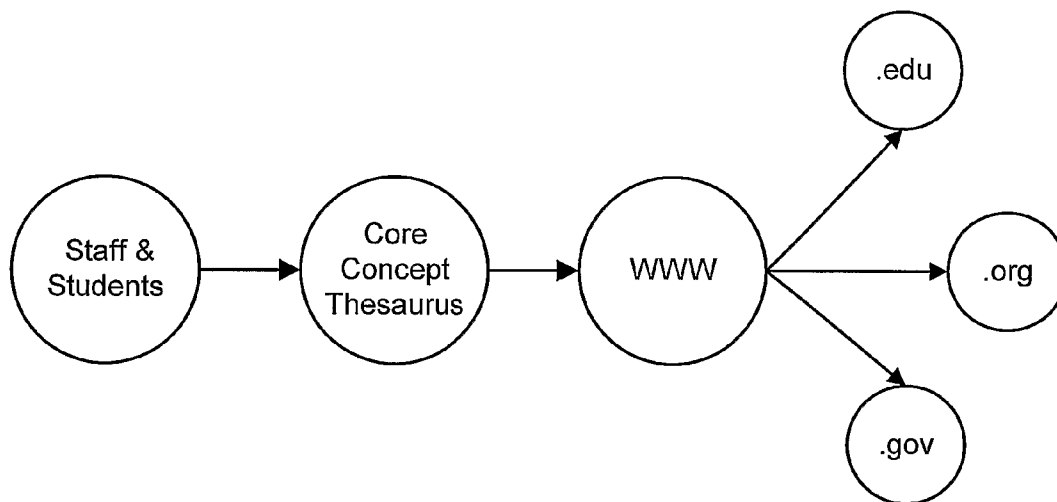 Staff &
Students
Core
Concept
Thesaurus
WWW
.edu
.org
.gov